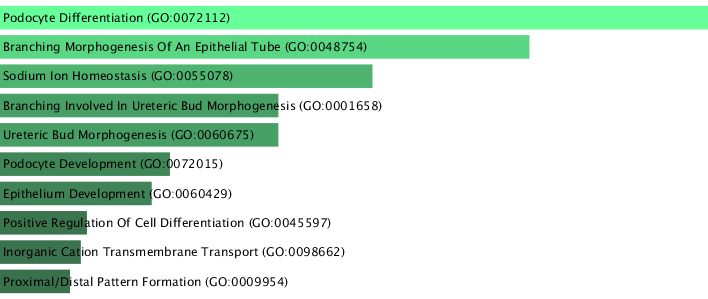 Podocyte Differentiation (GO:0072112)
Branching Morphogenesis Of An Epithelial Tube (GO:0048754)
Sodium Ion Homeostasis (GO:0055078)
Branching Involved In Ureteric Bud Morphogenesis (GO:0001658)
Ureteric Bud Morphogenesis (GO:0060675)
Podocyte Development (GO:0072015)
Epithelium Development (GO:0060429)
Positive Regulation Of Cell Differentiation (GO:0045597)
Inorganic Cation Transmembrane Transport (GO:0098662)
Proximal/Distal Pattern Formation (GO:0009954)